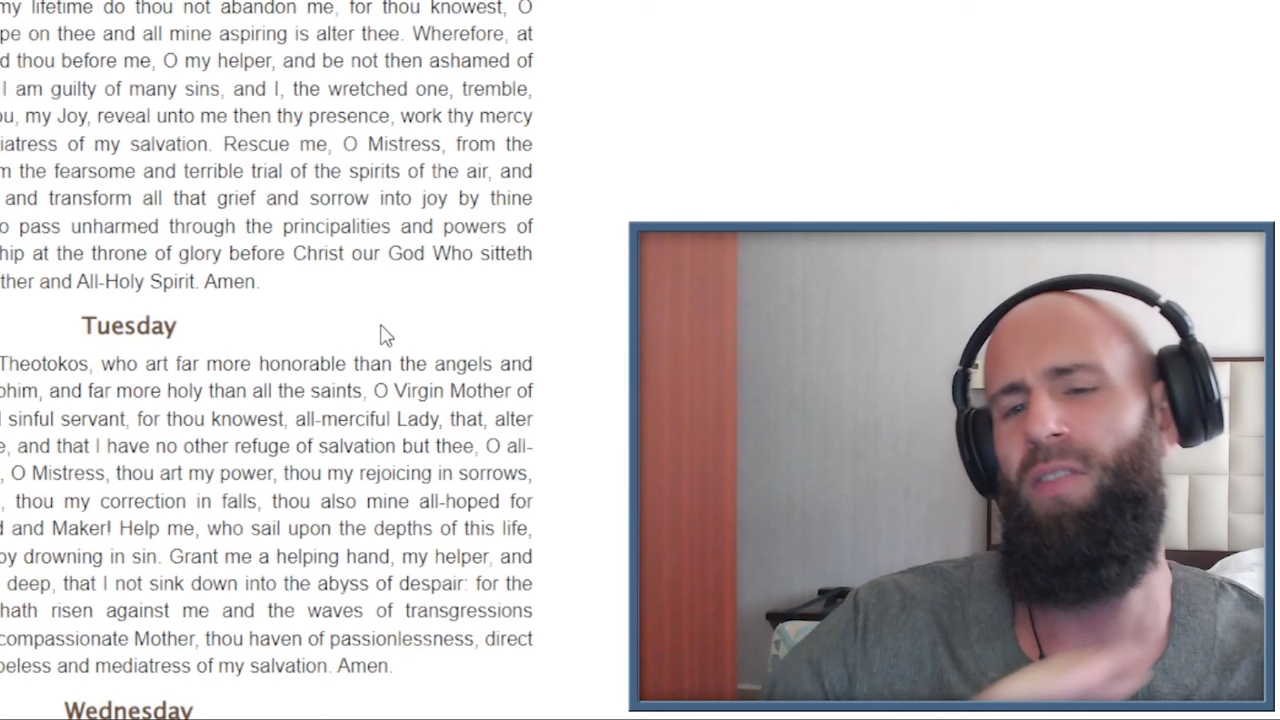 my lifetime do thou not abandon me, for thou knowest, O
pe on thee and all mine aspiring is alter thee. Wherefore, at
d thou before me, O my helper, and be not then ashamed of
I am guilty of many sins, and I, the wretched one, tremble,
ou, my Joy, reveal unto me then thy presence, work thy mercy
iatress of my salvation. Rescue me, O Mistress, from the
m the fearsome and terrible trial of the spirits of the air, and
and transform all that grief and sorrow into joy by thine
o pass unharmed through the principalities and powers of
hip at the throne of glory before Christ our God Who sitteth
ther and All-Holy Spirit. Amen.
Tuesday
Theotokos, who art far more honorable than the angels and
phim, and far more holy than all the saints, O Virgin Mother of
l sinful servant, for thou knowest, all-merciful Lady, that, alter
e, and that I have no other refuge of salvation but thee, O all-
, O Mistress, thou art my power, thou my rejoicing in sorrows,
, thou my correction in falls, thou also mine all-hoped for
d and Maker! Help me, who sail upon the depths of this life,
by drowning in sin. Grant me a helping hand, my helper, and
deep, that I not sink down into the abyss of despair: for the
hath risen against me and the waves of transgressions
compassionate Mother, thou haven of passionlessness, direct
peless and mediatress of my salvation. Amen.
Wednesday